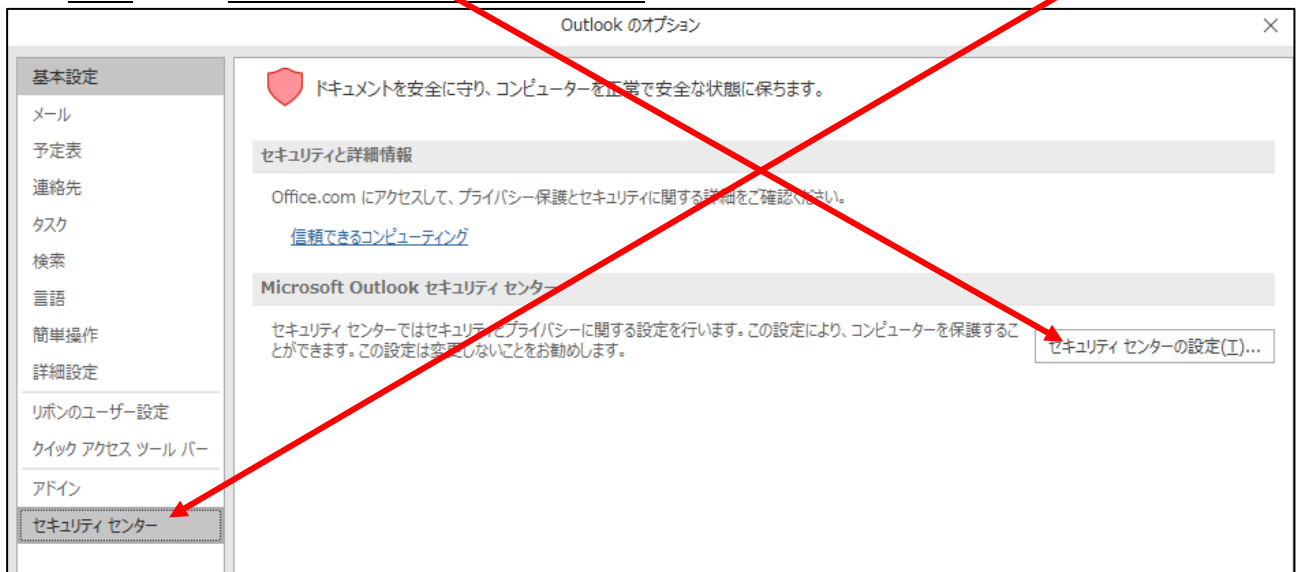 Outlook のオプション
基本設定
メール
予定表
連絡先
タスク
検索
言語
簡単操作
詳細設定
リボンのユーザー設定
クイック アクセス ツール バー
アドイン
セキュリティ センター
ドキュメントを安全に守り、コンピューターを正常で安全な状態に保ちます。
セキュリティと詳細情報
Office.com にアクセスして、プライバシー保護とセキュリティに関する詳細をご確認ください。
信頼できるコンピューティング
Microsoft Outlook セキュリティ センター
セキュリティ センターではセキュリティとプライバシーに関する設定を行います。この設定により、コンピューターを保護するこ
とができます。この設定は変更しないことをお勧めします。
セキュリティ センターの設定(T)...